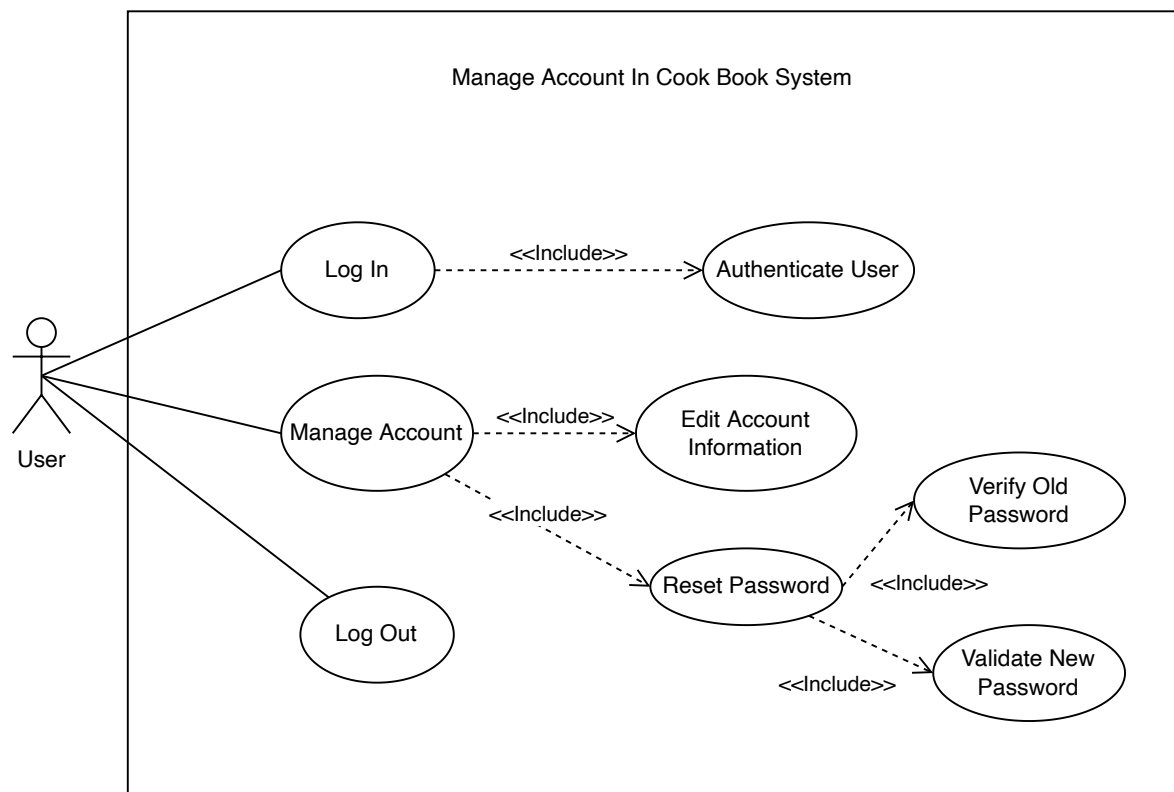 Manage Account In Cook Book System
<<Include>>
Log In
Authenticate User
<<Include>>
Manage Account
Edit Account
Information
User
<<Include>>
Verify Old
Password
Reset Password
<<Include>>
Log Out
<<Include>>
Validate New
Password